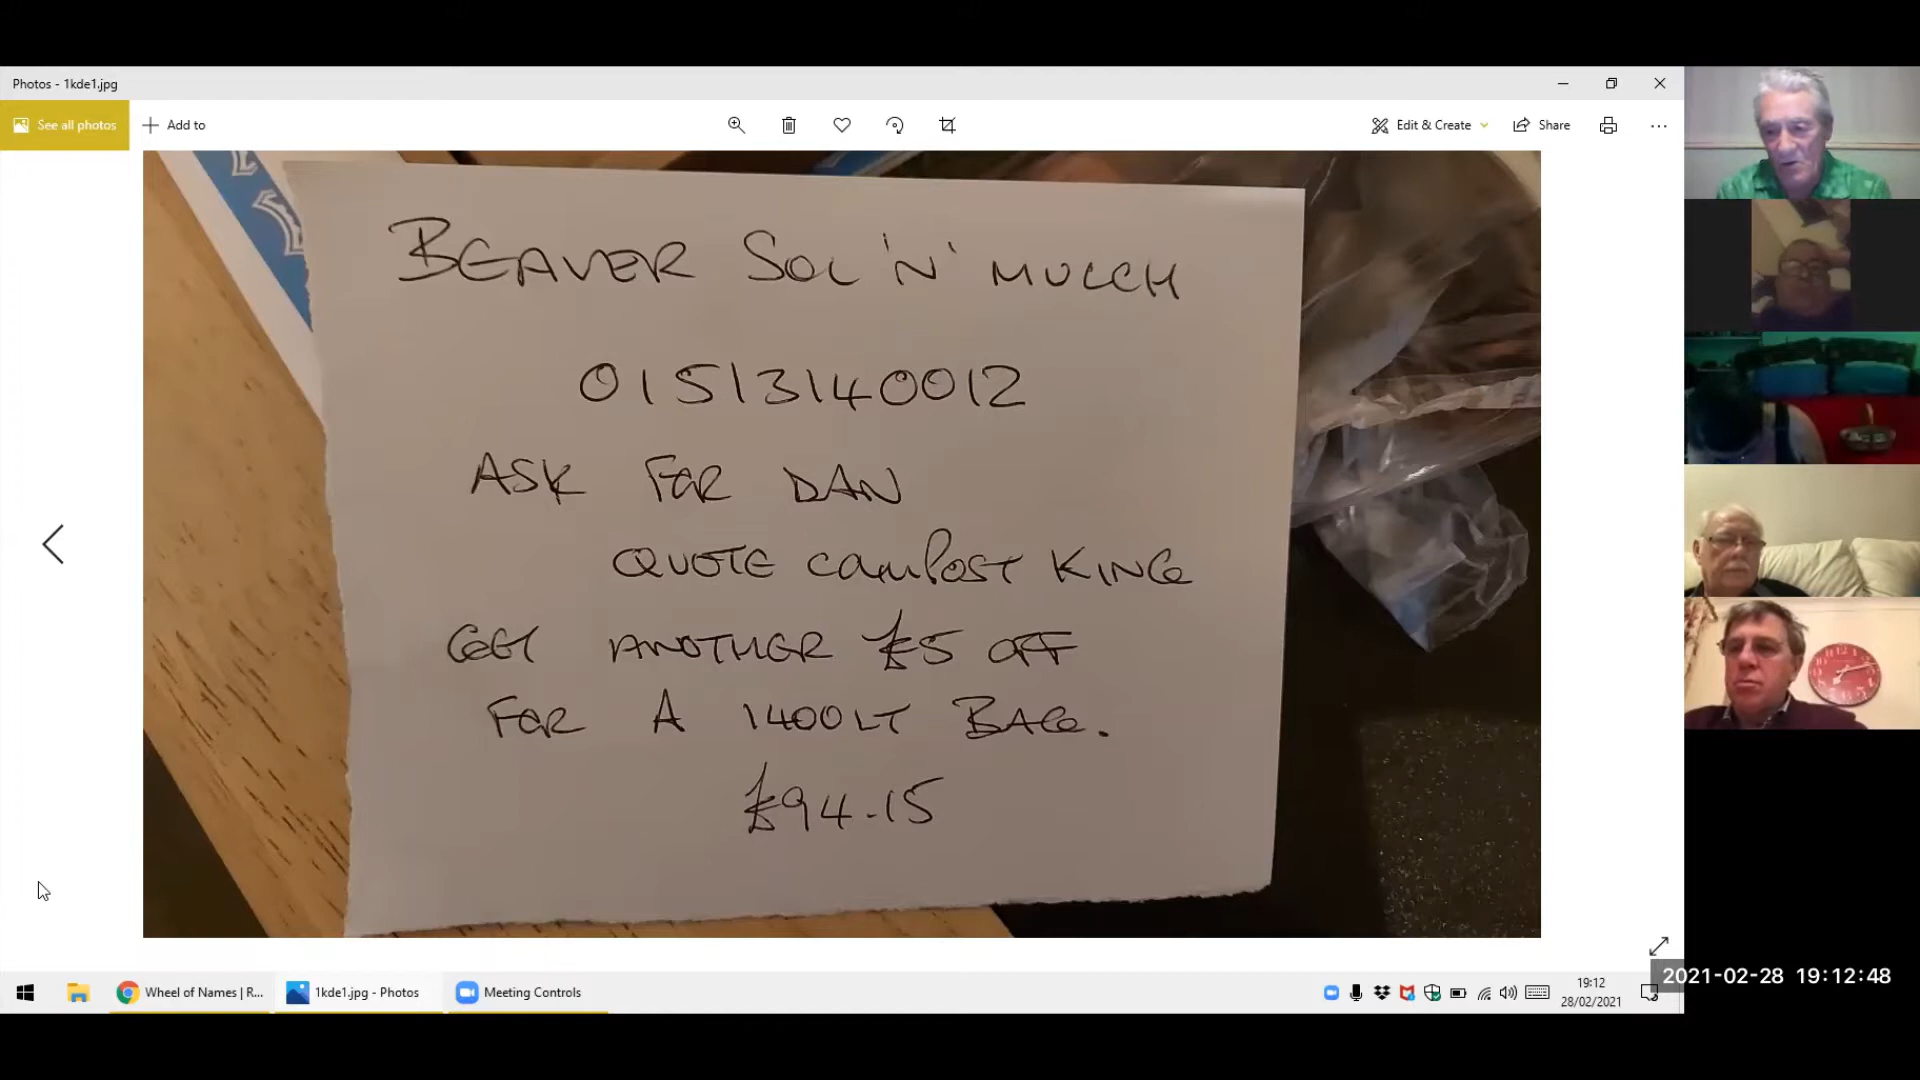 Photos - 1kde1.jpg
See all photos
Add to
Edit & Create
Share
BEAVER SOL 'N' MULCH
01513140012
ASK FOR DAN
QUOTE COMPOST KING
GET ANOTHER £5 OFF
FOR A 1400LT BAG.
£94.15
2021-02-28 19:12:48
Wheel of Names | R...
1kde1.jpg - Photos
Meeting Controls
19:12
28/02/2021